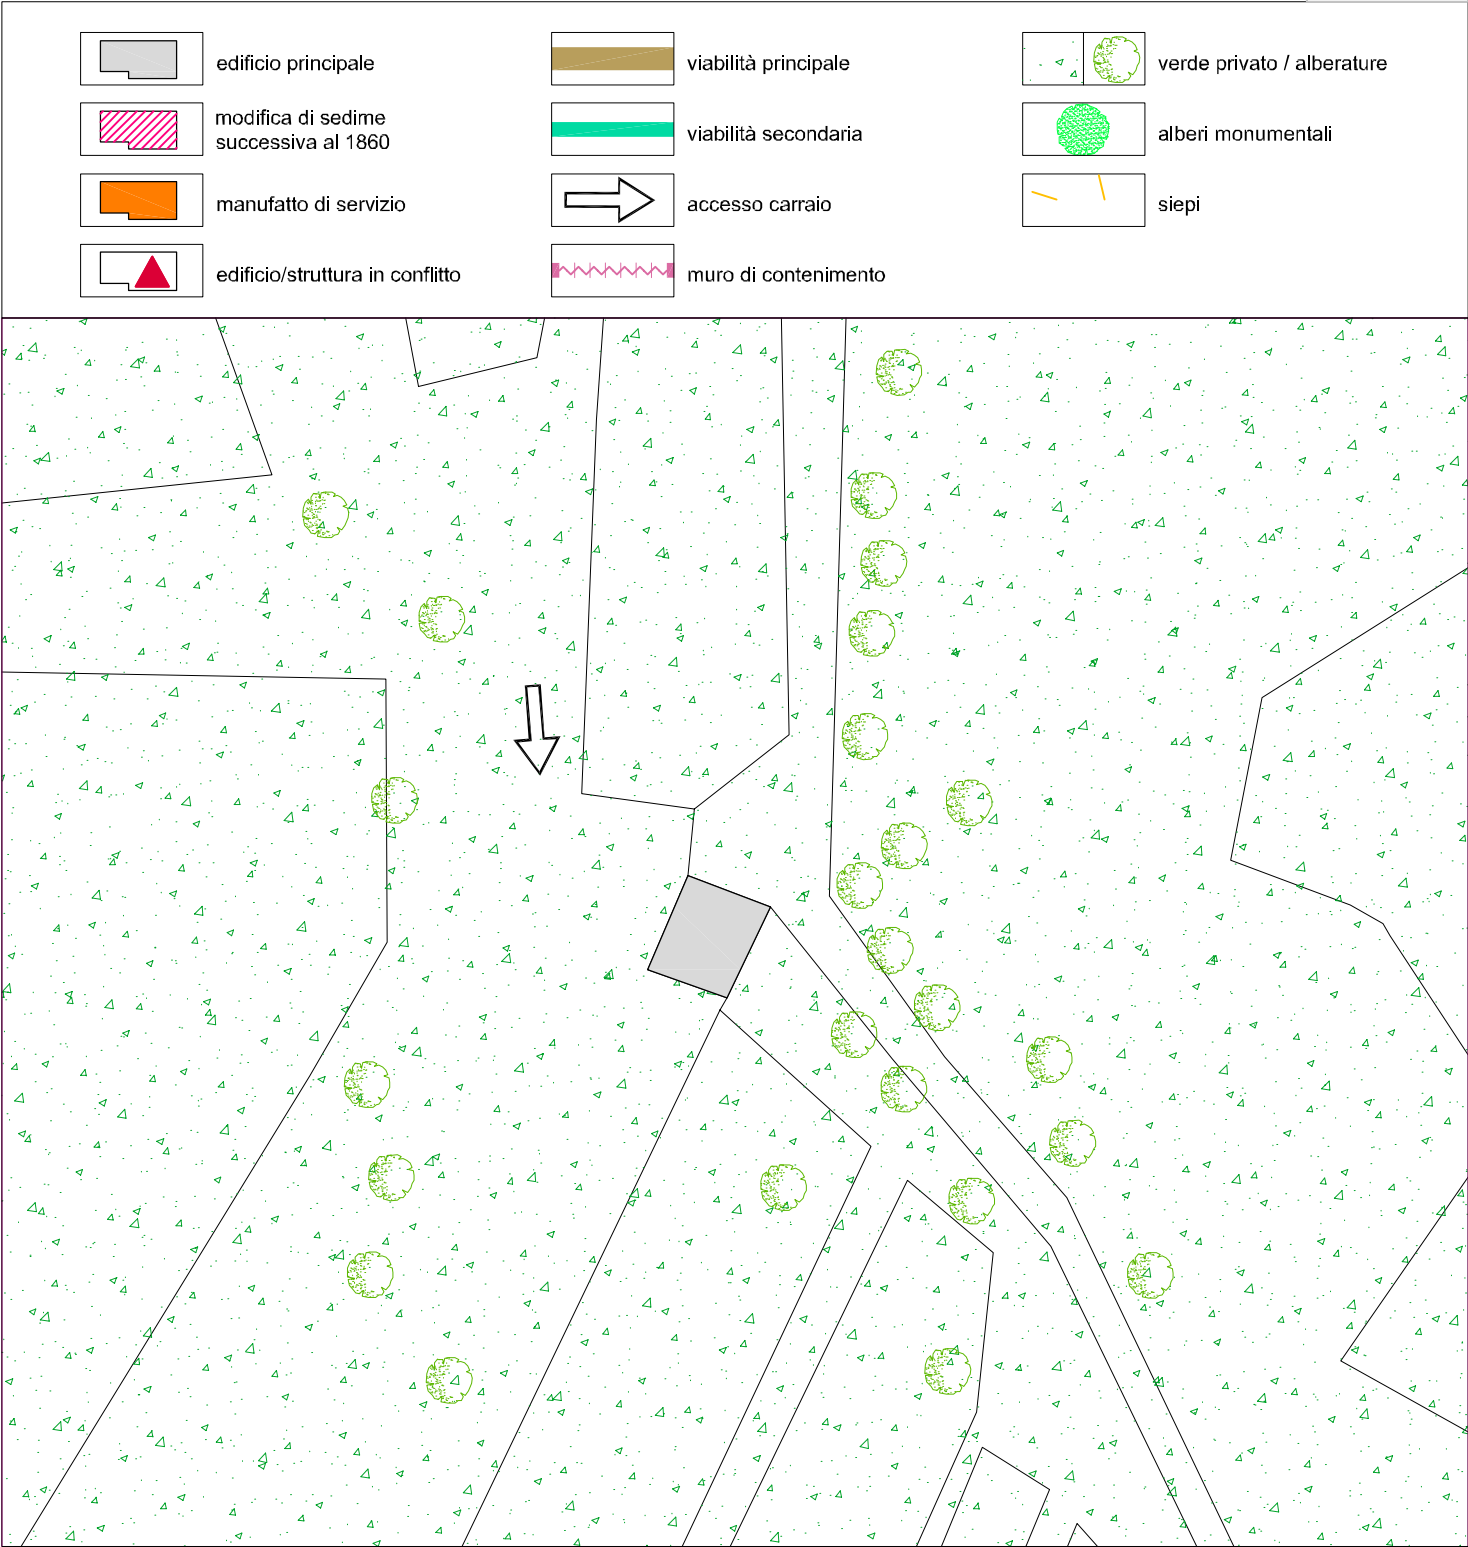 edificio principale
modifica di sedime
successiva al 1860
manufatto di servizio
edificio/struttura in conflitto
viabilità principale
viabilità secondaria
accesso carraio
muro di contenimento
verde privato / alberature
alberi monumentali
siepi